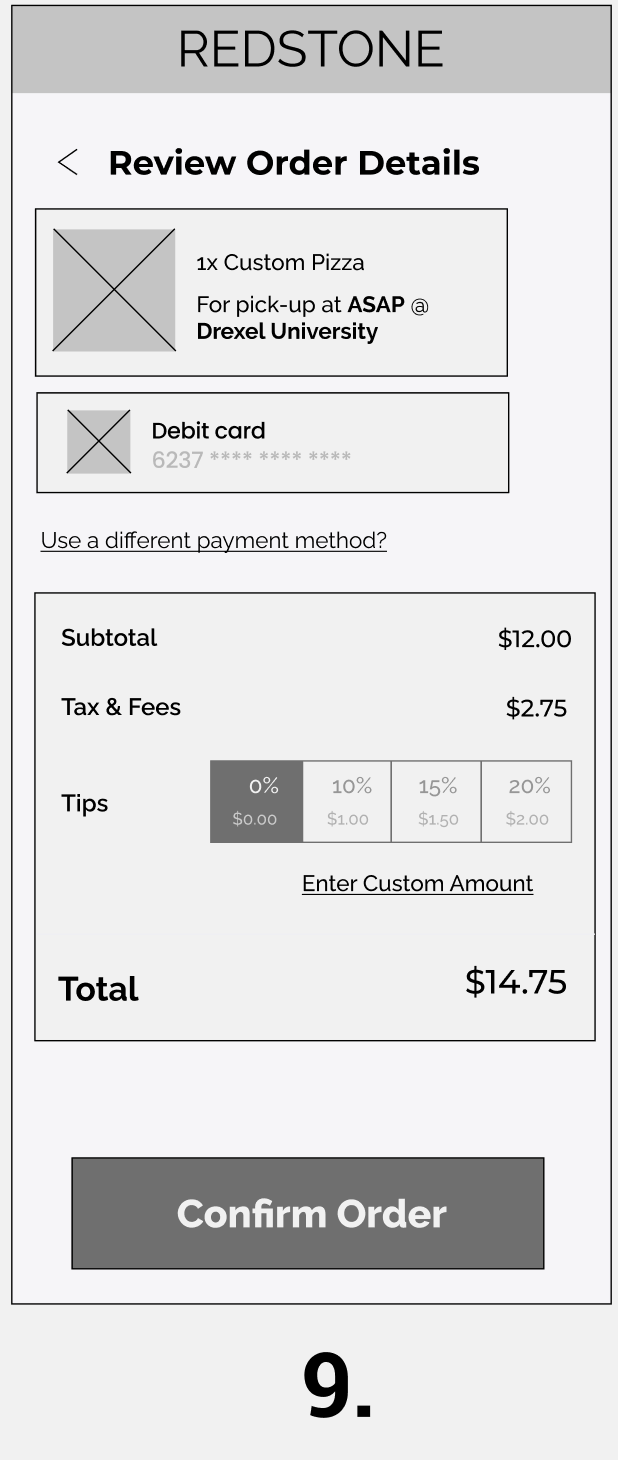 REDSTONE
< Review Order Details
1x Custom Pizza
For pick-up at ASAP @
Drexel University
Debit card
6237 **** **** ****
Use a different payment method?
Subtotal $12.00
Tax & Fees $2.75
Tips
0% 10% 15% 20%
$0.00 $1.00 $1.50 $2.00
Enter Custom Amount
Total $14.75
Confirm Order
9.